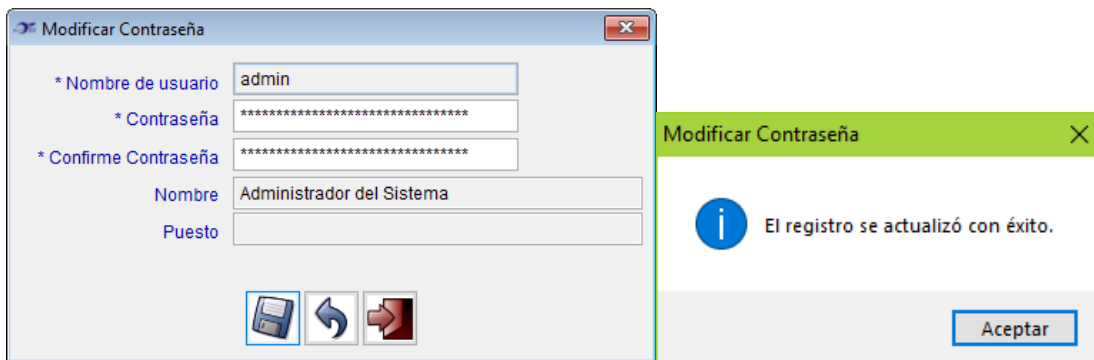 Modificar Contraseña
* Nombre de usuario admin
* Contraseña ********************************
* Confirme Contraseña ********************************
Nombre Administrador del Sistema
Puesto
Modificar Contraseña
El registro se actualizó con éxito.
Aceptar